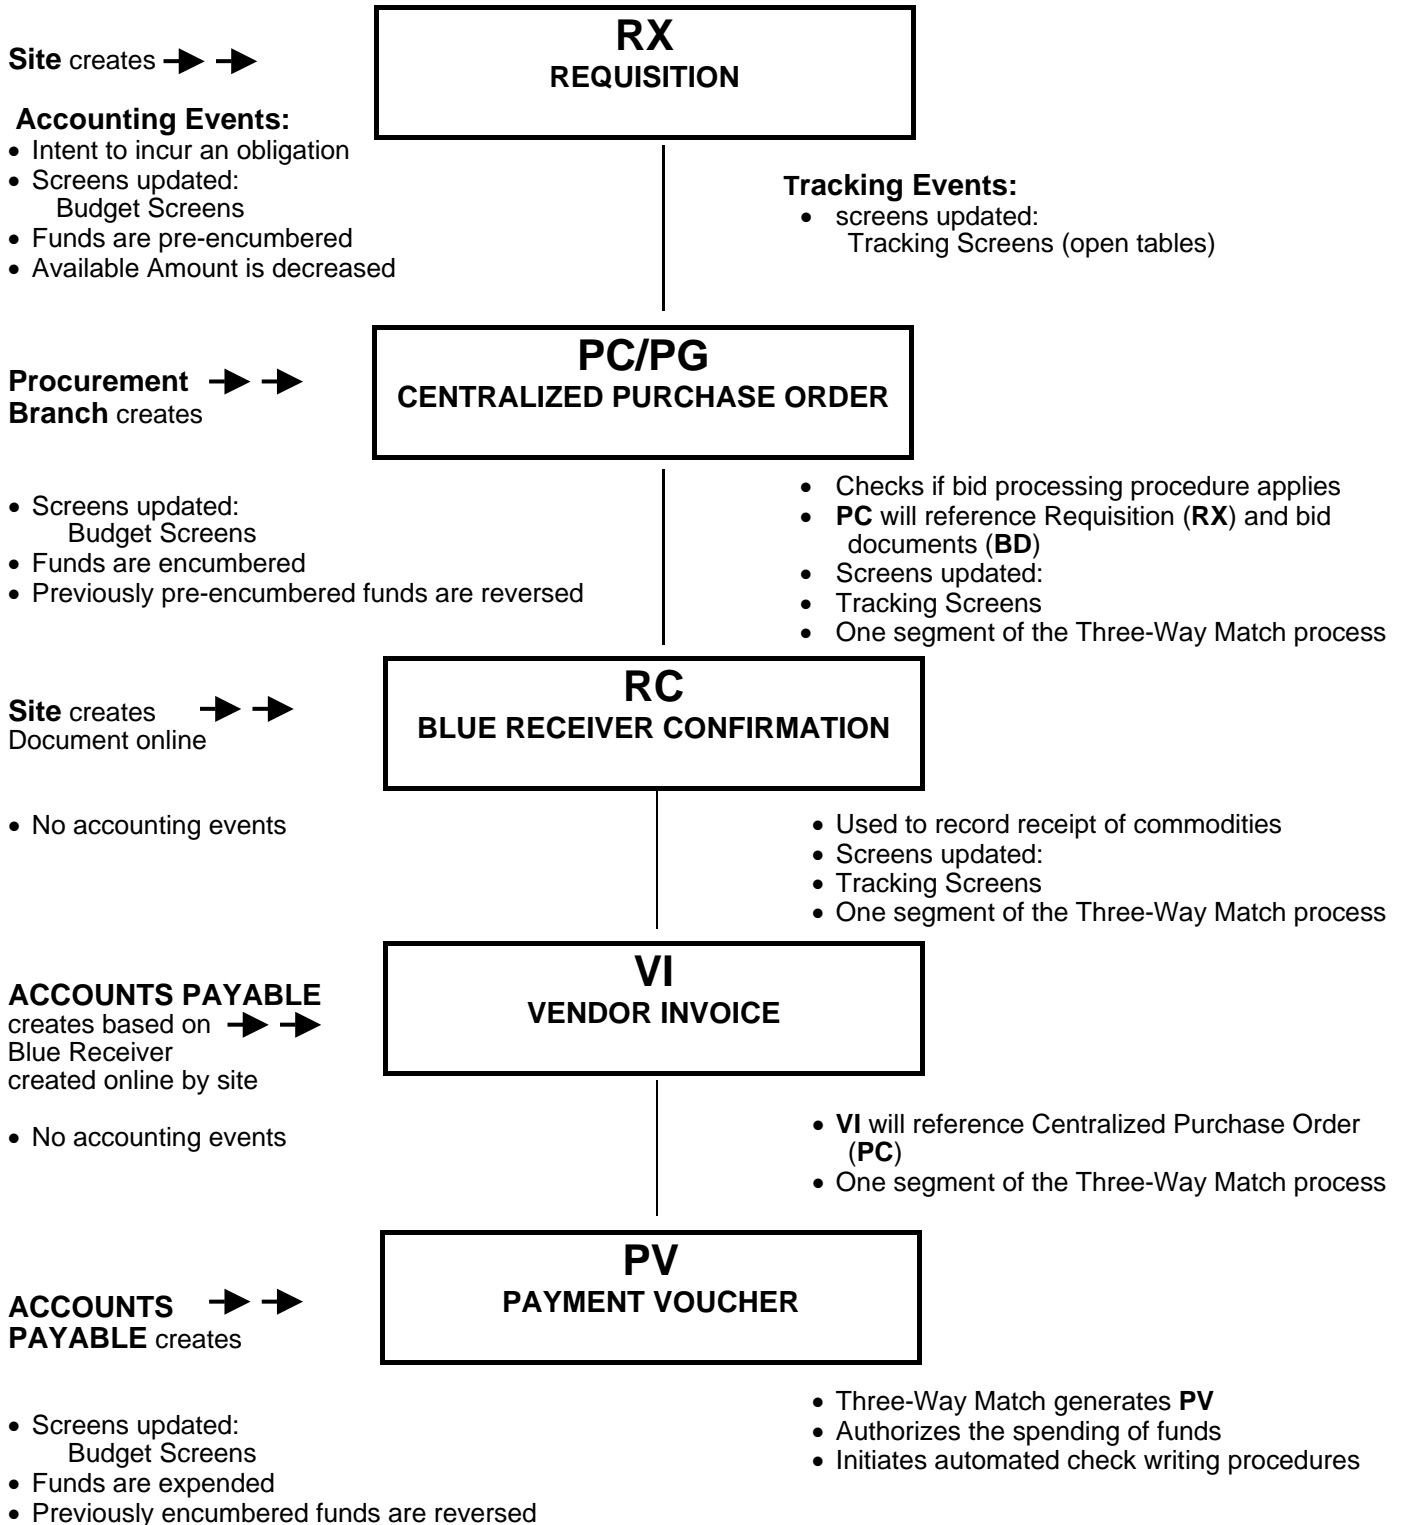 RX
REQUISITION
Site creates
Accounting Events:
• Intent to incur an obligation
• Screens updated:
Budget Screens
• Funds are pre-encumbered
• Available Amount is decreased
Tracking Events:
• screens updated:
Tracking Screens (open tables)
PC/PG
CENTRALIZED PURCHASE ORDER
Procurement
Branch creates
• Screens updated:
Budget Screens
• Funds are encumbered
• Previously pre-encumbered funds are reversed
• Checks if bid processing procedure applies
• PC will reference Requisition (RX) and bid
documents (BD)
• Screens updated:
• Tracking Screens
• One segment of the Three-Way Match process
RC
BLUE RECEIVER CONFIRMATION
Site creates
Document online
• No accounting events
• Used to record receipt of commodities
• Screens updated:
• Tracking Screens
• One segment of the Three-Way Match process
VI
VENDOR INVOICE
ACCOUNTS PAYABLE
creates based on
Blue Receiver
created online by site
• No accounting events
• VI will reference Centralized Purchase Order
(PC)
• One segment of the Three-Way Match process
PV
PAYMENT VOUCHER
ACCOUNTS
PAYABLE creates
• Screens updated:
Budget Screens
• Funds are expended
• Previously encumbered funds are reversed
• Three-Way Match generates PV
• Authorizes the spending of funds
• Initiates automated check writing procedures